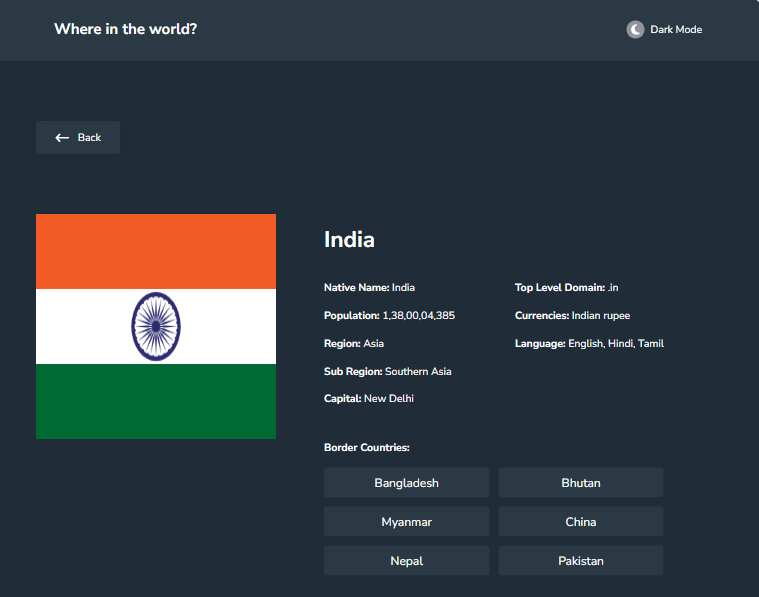 Where in the world?
Dark Mode
Back
India
Native Name: India
Population: 1,38,00,04,385
Region: Asia
Sub Region: Southern Asia
Capital: New Delhi
Top Level Domain: .in
Currencies: Indian rupee
Language: English, Hindi, Tamil
Border Countries:
Bangladesh
Bhutan
Myanmar
China
Nepal
Pakistan